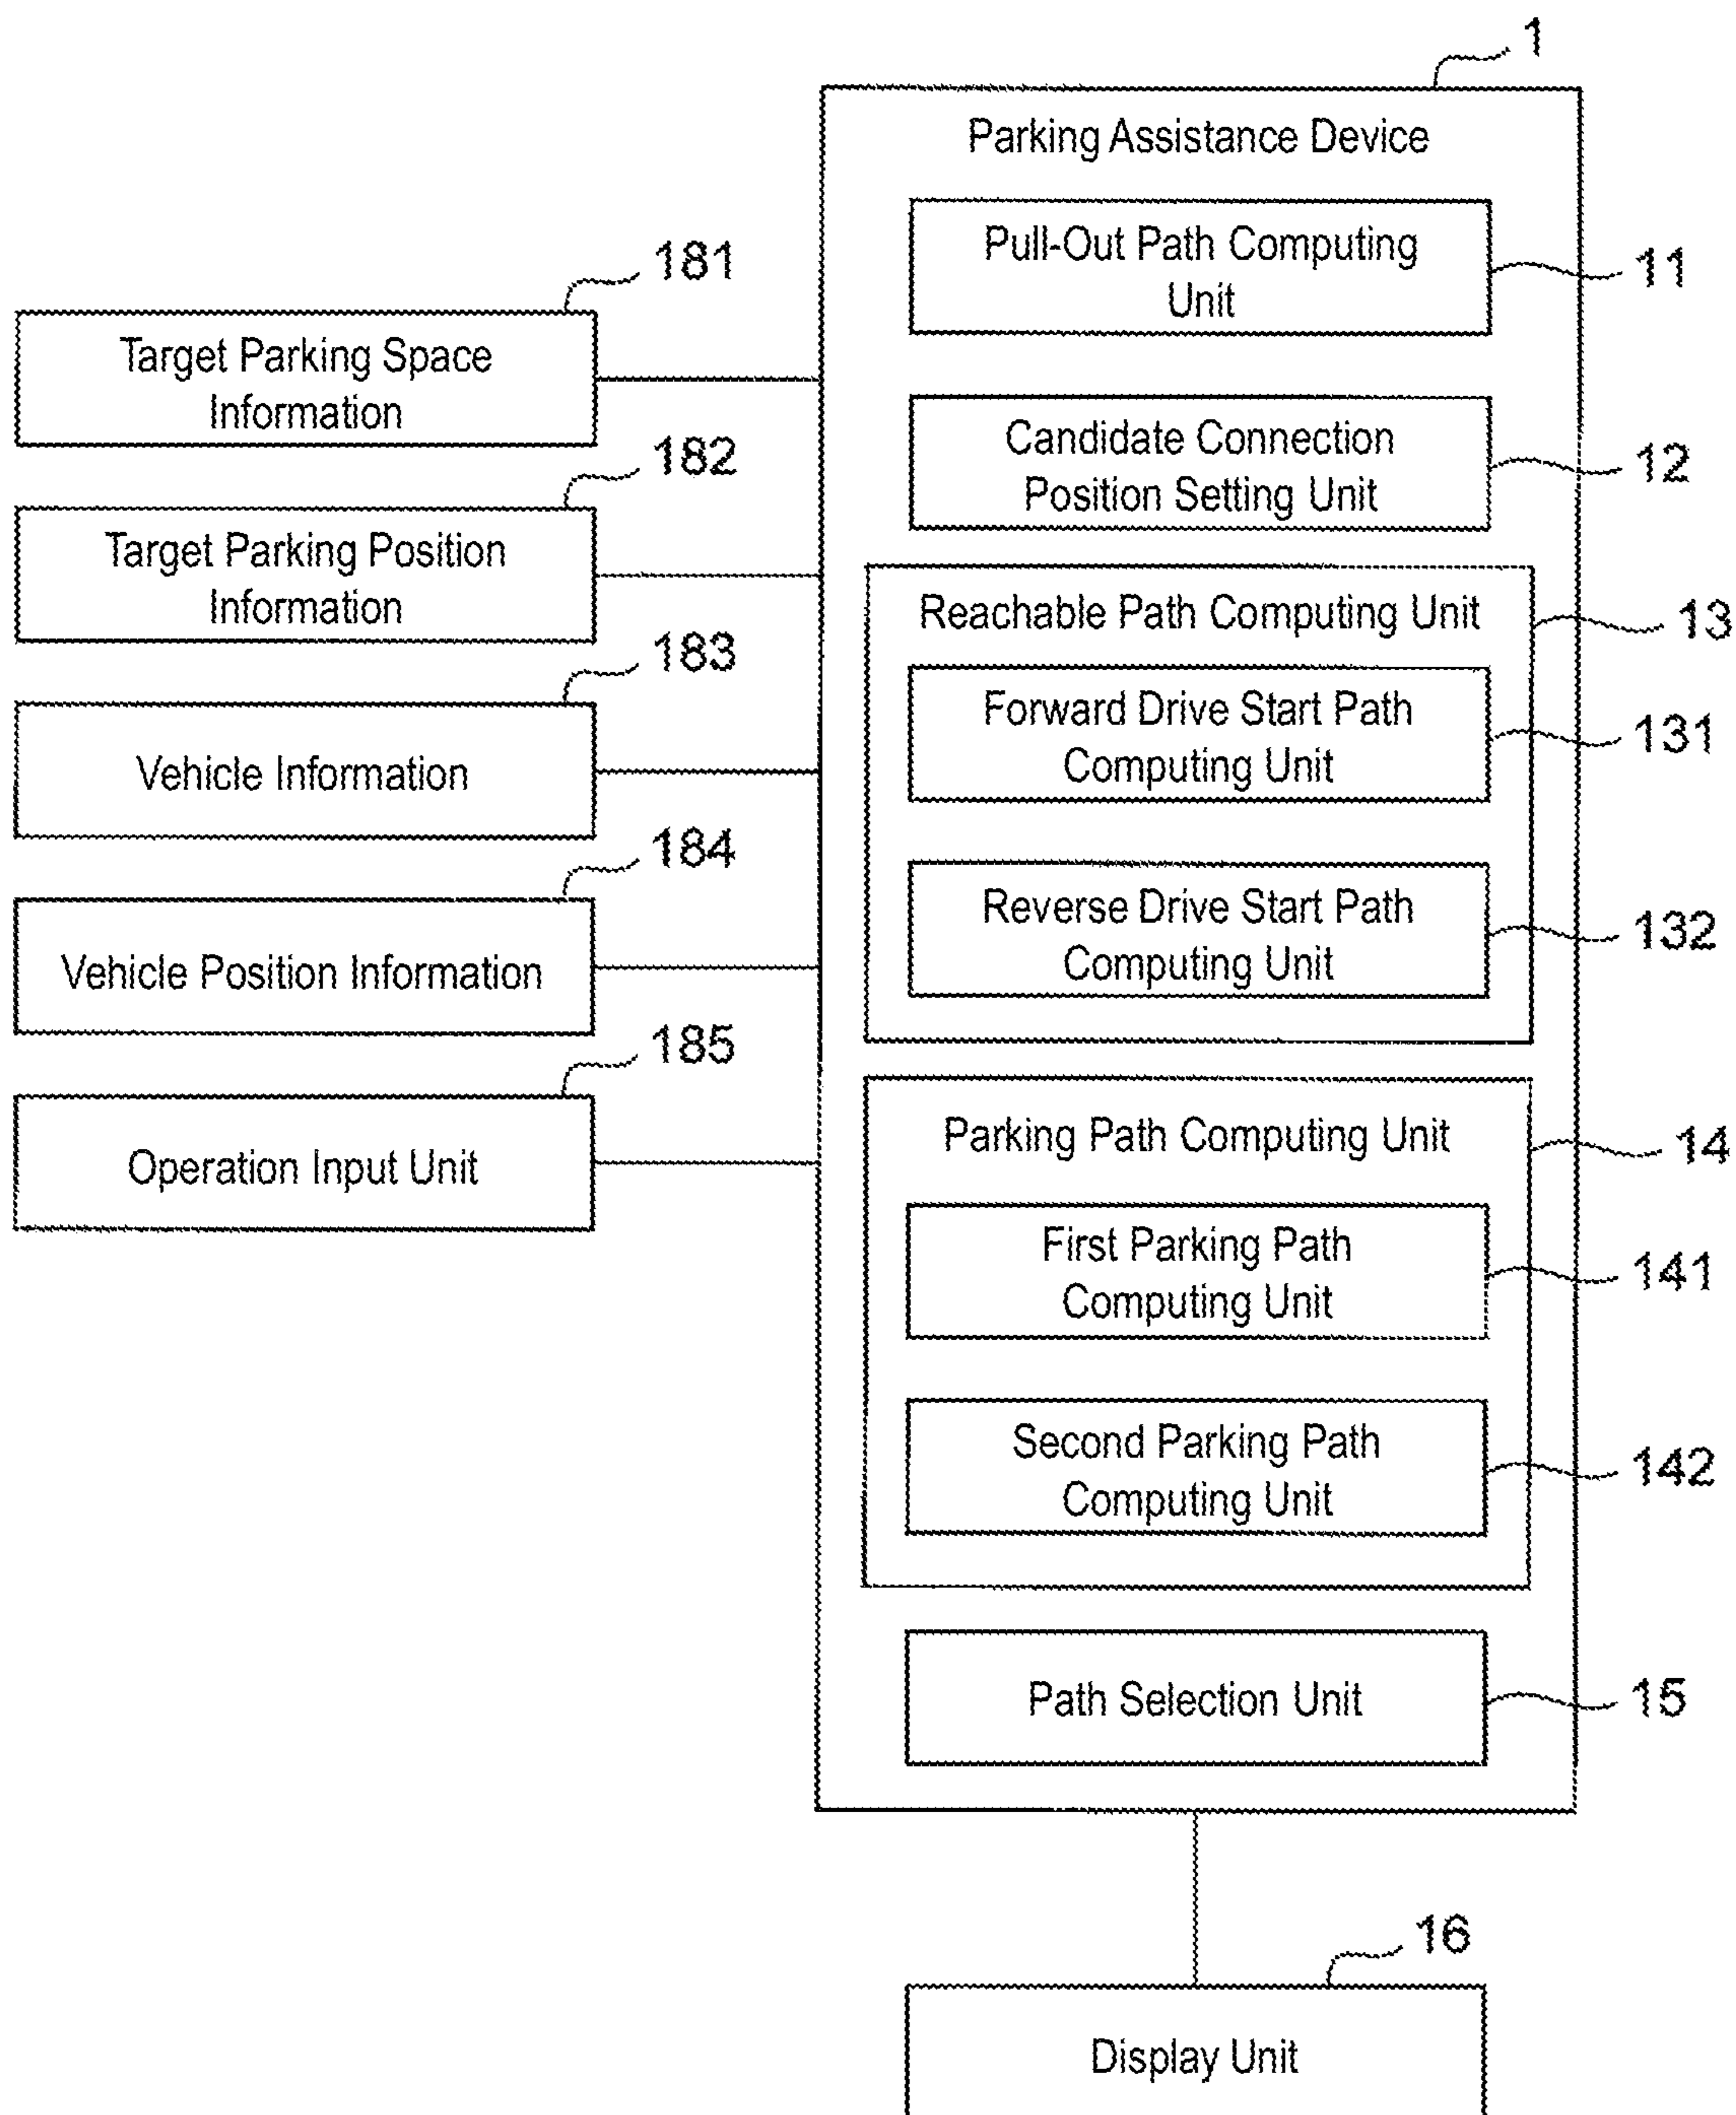 1
Parking Assistance Device
Pull-Out Path Computing
Unit
11
181
Target Parking Space
Information
Candidate Connection
Position Setting Unit
12
182
Target Parking Position
Information
Reachable Path Computing Unit
13
183
Vehicle Information
Forward Drive Start Path
Computing Unit
131
184
Vehicle Position Information
Reverse Drive Start Path
Computing Unit
132
185
Operation Input Unit
Parking Path Computing Unit
14
First Parking Path
Computing Unit
141
Second Parking Path
Computing Unit
142
Path Selection Unit
15
16
Display Unit